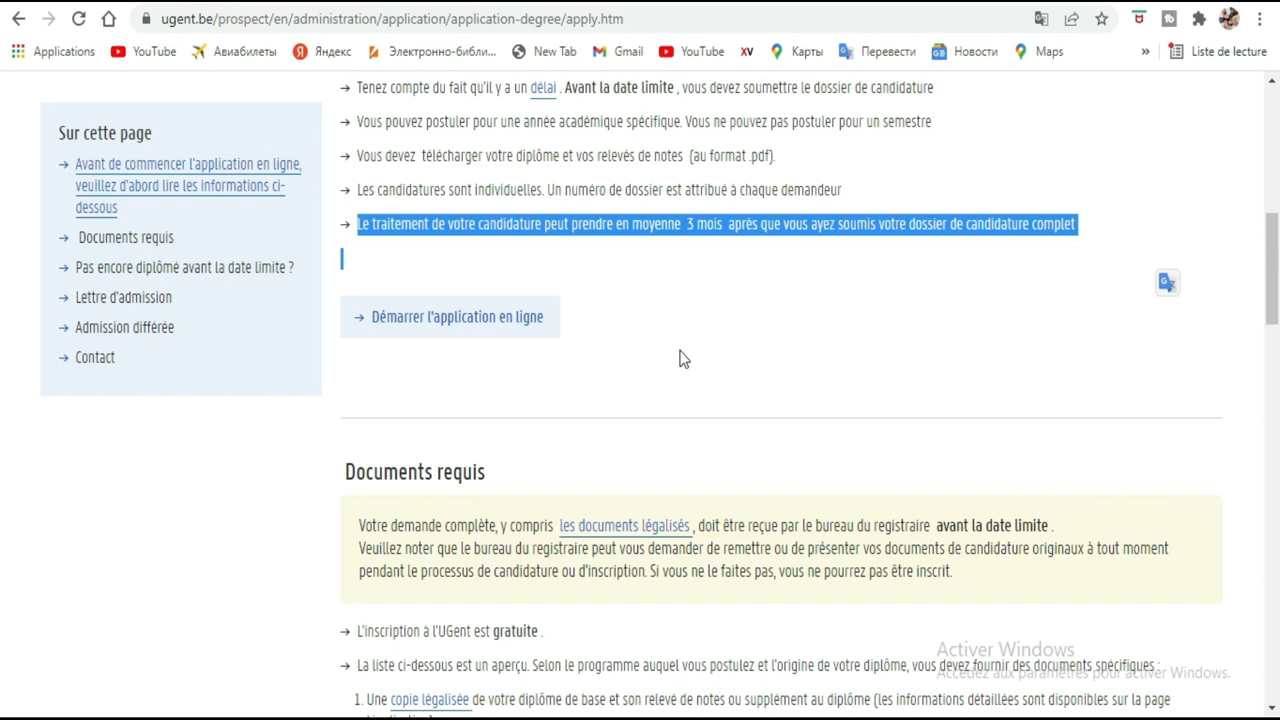 ugent.be/prospect/en/administration/application/application-degree/apply.htm
Applications YouTube Авиабилеты Яндекс Электронно-библи... New Tab Gmail YouTube XV Карты Перевести Новости Maps » Liste de lecture
Sur cette page
→ Avant de commencer l'application en ligne,
veuillez d'abord lire les informations ci-
dessous
→ Documents requis
→ Pas encore diplômé avant la date limite ?
→ Lettre d'admission
→ Admission différée
→ Contact
→ Tenez compte du fait qu'il y a un délai . Avant la date limite , vous devez soumettre le dossier de candidature
→ Vous pouvez postuler pour une année académique spécifique. Vous ne pouvez pas postuler pour un semestre
→ Vous devez télécharger votre diplôme et vos relevés de notes (au format .pdf).
→ Les candidatures sont individuelles. Un numéro de dossier est attribué à chaque demandeur
→ Le traitement de votre candidature peut prendre en moyenne 3 mois après que vous ayez soumis votre dossier de candidature complet
→ Démarrer l'application en ligne
Documents requis
Votre demande complète, y compris les documents légalisés , doit être reçue par le bureau du registraire avant la date limite .
Veuillez noter que le bureau du registraire peut vous demander de remettre ou de présenter vos documents de candidature originaux à tout moment
pendant le processus de candidature ou d'inscription. Si vous ne le faites pas, vous ne pourrez pas être inscrit.
→ L'inscription à l'UGent est gratuite .
→ La liste ci-dessous est un aperçu. Selon le programme auquel vous postulez et l'origine de votre diplôme, vous devez fournir des documents spécifiques :
1. Une copie légalisée de votre diplôme de base et son relevé de notes ou supplément au diplôme (les informations détaillées sont disponibles sur la page
Activer Windows
Accédez aux paramètres pour activer Windows.